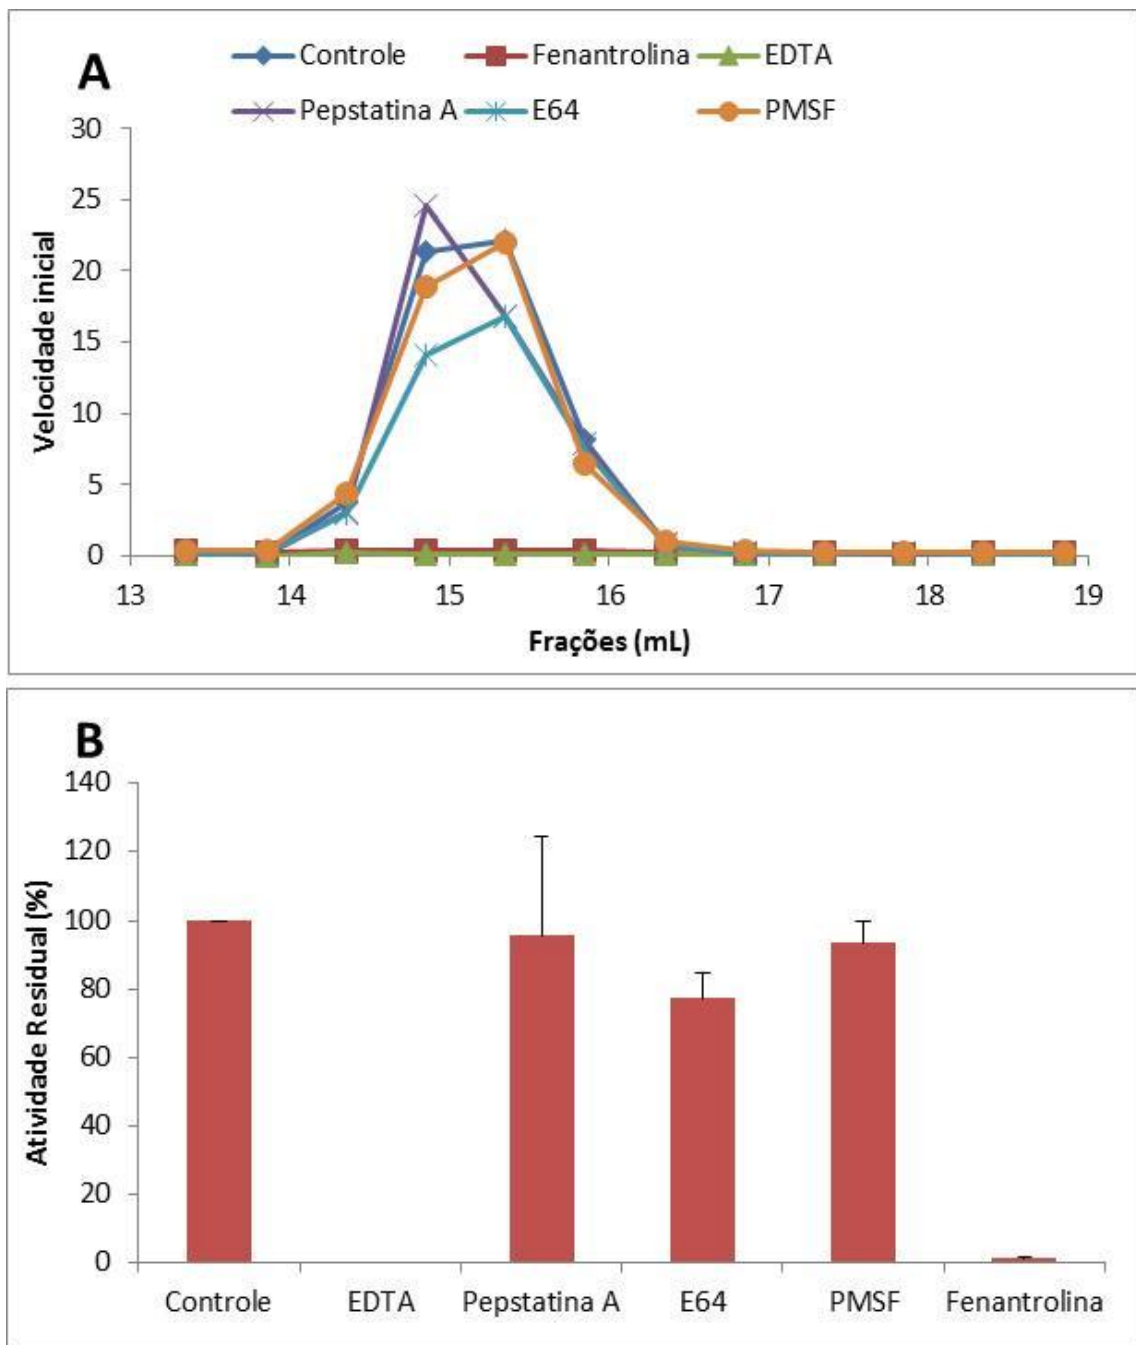 A
Controle Fenantrolina EDTA
Pepstatina A E64 PMSF
30
25
20
15
10
5
0
Velocidade inicial
13 14 15 16 17 18 19
Frações (mL)
B
140
120
100
80
60
40
20
0
Atividade Residual (%)
Controle EDTA Pepstatina A E64 PMSF Fenantrolina